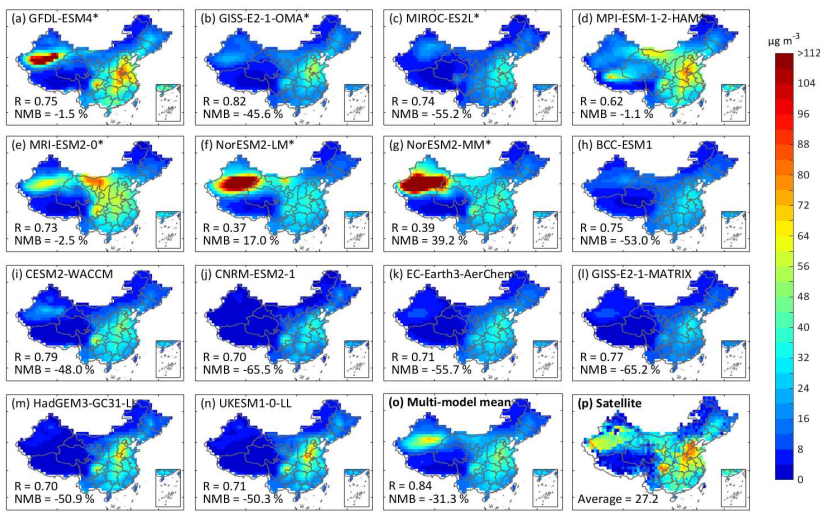 (a) GFDL-ESM4*
R = 0.75
NMB = -1.5 %
(b) GISS-E2-1-OMA*
R = 0.82
NMB = -45.6 %
(c) MIROC-ES2L*
R = 0.74
NMB = -55.2 %
(d) MPI-ESM-1-2-HAM*
R = 0.62
NMB = -1.1 %
(e) MRI-ESM2-0*
R = 0.73
NMB = -2.5 %
(f) NorESM2-LM*
R = 0.37
NMB = 17.0 %
(g) NorESM2-MM*
R = 0.39
NMB = 39.2 %
(h) BCC-ESM1
R = 0.75
NMB = -53.0 %
(i) CESM2-WACCM
R = 0.79
NMB = -48.0 %
(j) CNRM-ESM2-1
R = 0.70
NMB = -65.5 %
(k) EC-Earth3-AerChem
R = 0.71
NMB = -55.7 %
(l) GISS-E2-1-MATRIX
R = 0.77
NMB = -65.2 %
(m) HadGEM3-GC31-LL
R = 0.70
NMB = -50.9 %
(n) UKESM1-0-LL
R = 0.71
NMB = -50.3 %
(o) Multi-model mean
R = 0.84
NMB = -31.3 %
(p) Satellite
Average = 27.2
μg m⁻³
>112
104
96
88
80
72
64
56
48
40
32
24
16
8
0